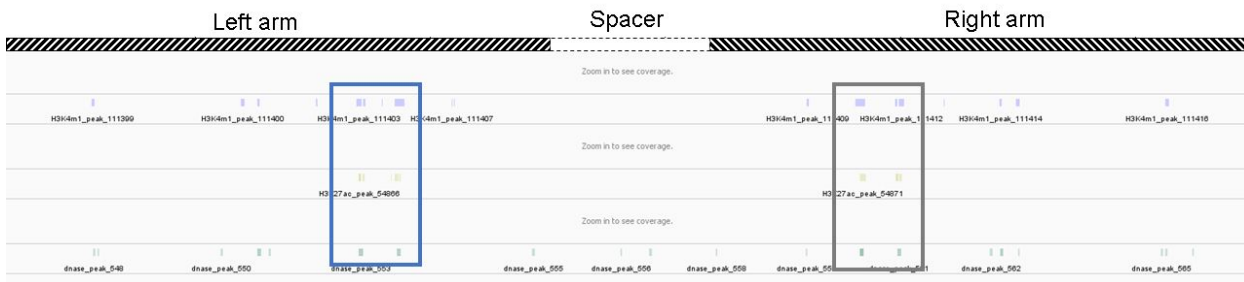 Left arm Spacer Right arm
Zoom in to see coverage.
H3K4m1_peak_111399 H3K4m1_peak_111400 H3K4m1_peak_111403 H3K4m1_peak_111407 H3K4m1_peak_111409 H3K4m1_peak_111412 H3K4m1_peak_111414 H3K4m1_peak_111416
Zoom in to see coverage.
H3K27ac_peak_54866 H3K27ac_peak_54871
Zoom in to see coverage.
dnase_peak_548 dnase_peak_550 dnase_peak_553 dnase_peak_555 dnase_peak_556 dnase_peak_558 dnase_peak_562 dnase_peak_565